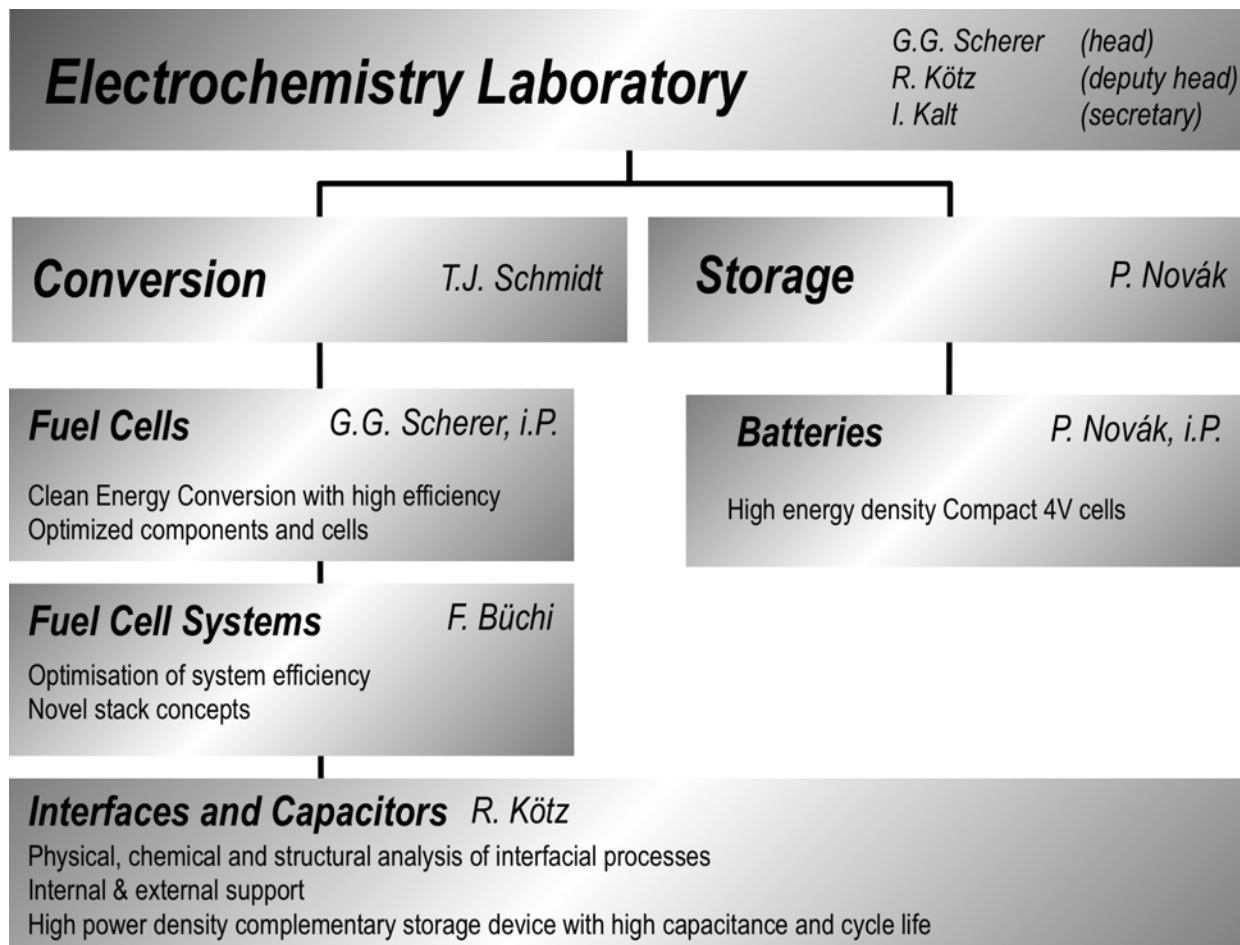 Electrochemistry Laboratory
G.G. Scherer (head)
R. Kötz (deputy head)
I. Kalt (secretary)
Conversion T.J. Schmidt
Storage P. Novák
Fuel Cells G.G. Scherer, i.P.
Clean Energy Conversion with high efficiency
Optimized components and cells
Batteries P. Novák, i.P.
High energy density Compact 4V cells
Fuel Cell Systems F. Büchi
Optimisation of system efficiency
Novel stack concepts
Interfaces and Capacitors R. Kötz
Physical, chemical and structural analysis of interfacial processes
Internal & external support
High power density complementary storage device with high capacitance and cycle life